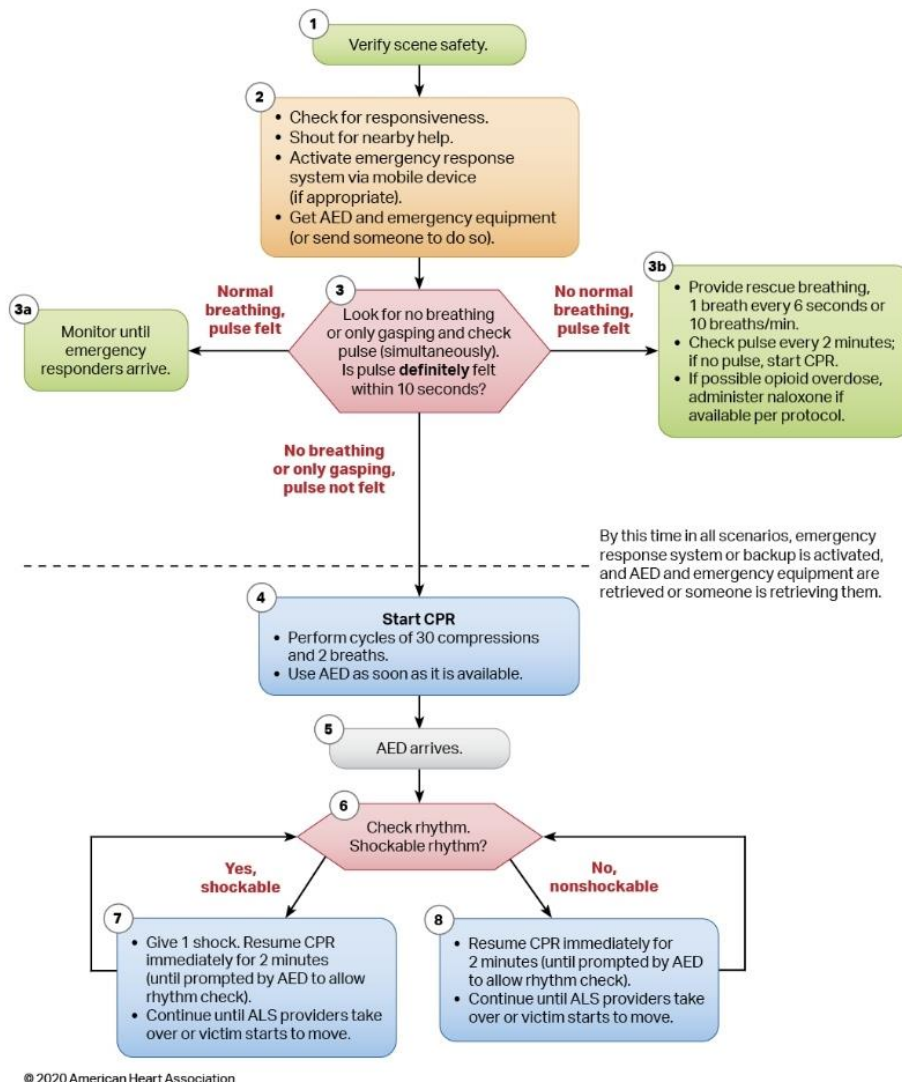 1
Verify scene safety.
2
• Check for responsiveness.
• Shout for nearby help.
• Activate emergency response
system via mobile device
(if appropriate).
• Get AED and emergency equipment
(or send someone to do so).
3a
Monitor until
emergency
responders arrive.
Normal
breathing,
pulse felt
3
Look for no breathing
or only gasping and check
pulse (simultaneously).
Is pulse definitely felt
within 10 seconds?
No normal
breathing,
pulse felt
3b
• Provide rescue breathing,
1 breath every 6 seconds or
10 breaths/min.
• Check pulse every 2 minutes;
if no pulse, start CPR.
• If possible opioid overdose,
administer naloxone if
available per protocol.
No breathing
or only gasping,
pulse not felt
By this time in all scenarios, emergency
response system or backup is activated,
and AED and emergency equipment are
retrieved or someone is retrieving them.
4
Start CPR
• Perform cycles of 30 compressions
and 2 breaths.
• Use AED as soon as it is available.
5
AED arrives.
6
Check rhythm.
Shockable rhythm?
Yes,
shockable
No,
nonshockable
7
• Give 1 shock. Resume CPR
immediately for 2 minutes
(until prompted by AED to allow
rhythm check).
• Continue until ALS providers take
over or victim starts to move.
8
• Resume CPR immediately for
2 minutes (until prompted by AED
to allow rhythm check).
• Continue until ALS providers take
over or victim starts to move.
© 2020 American Heart Association